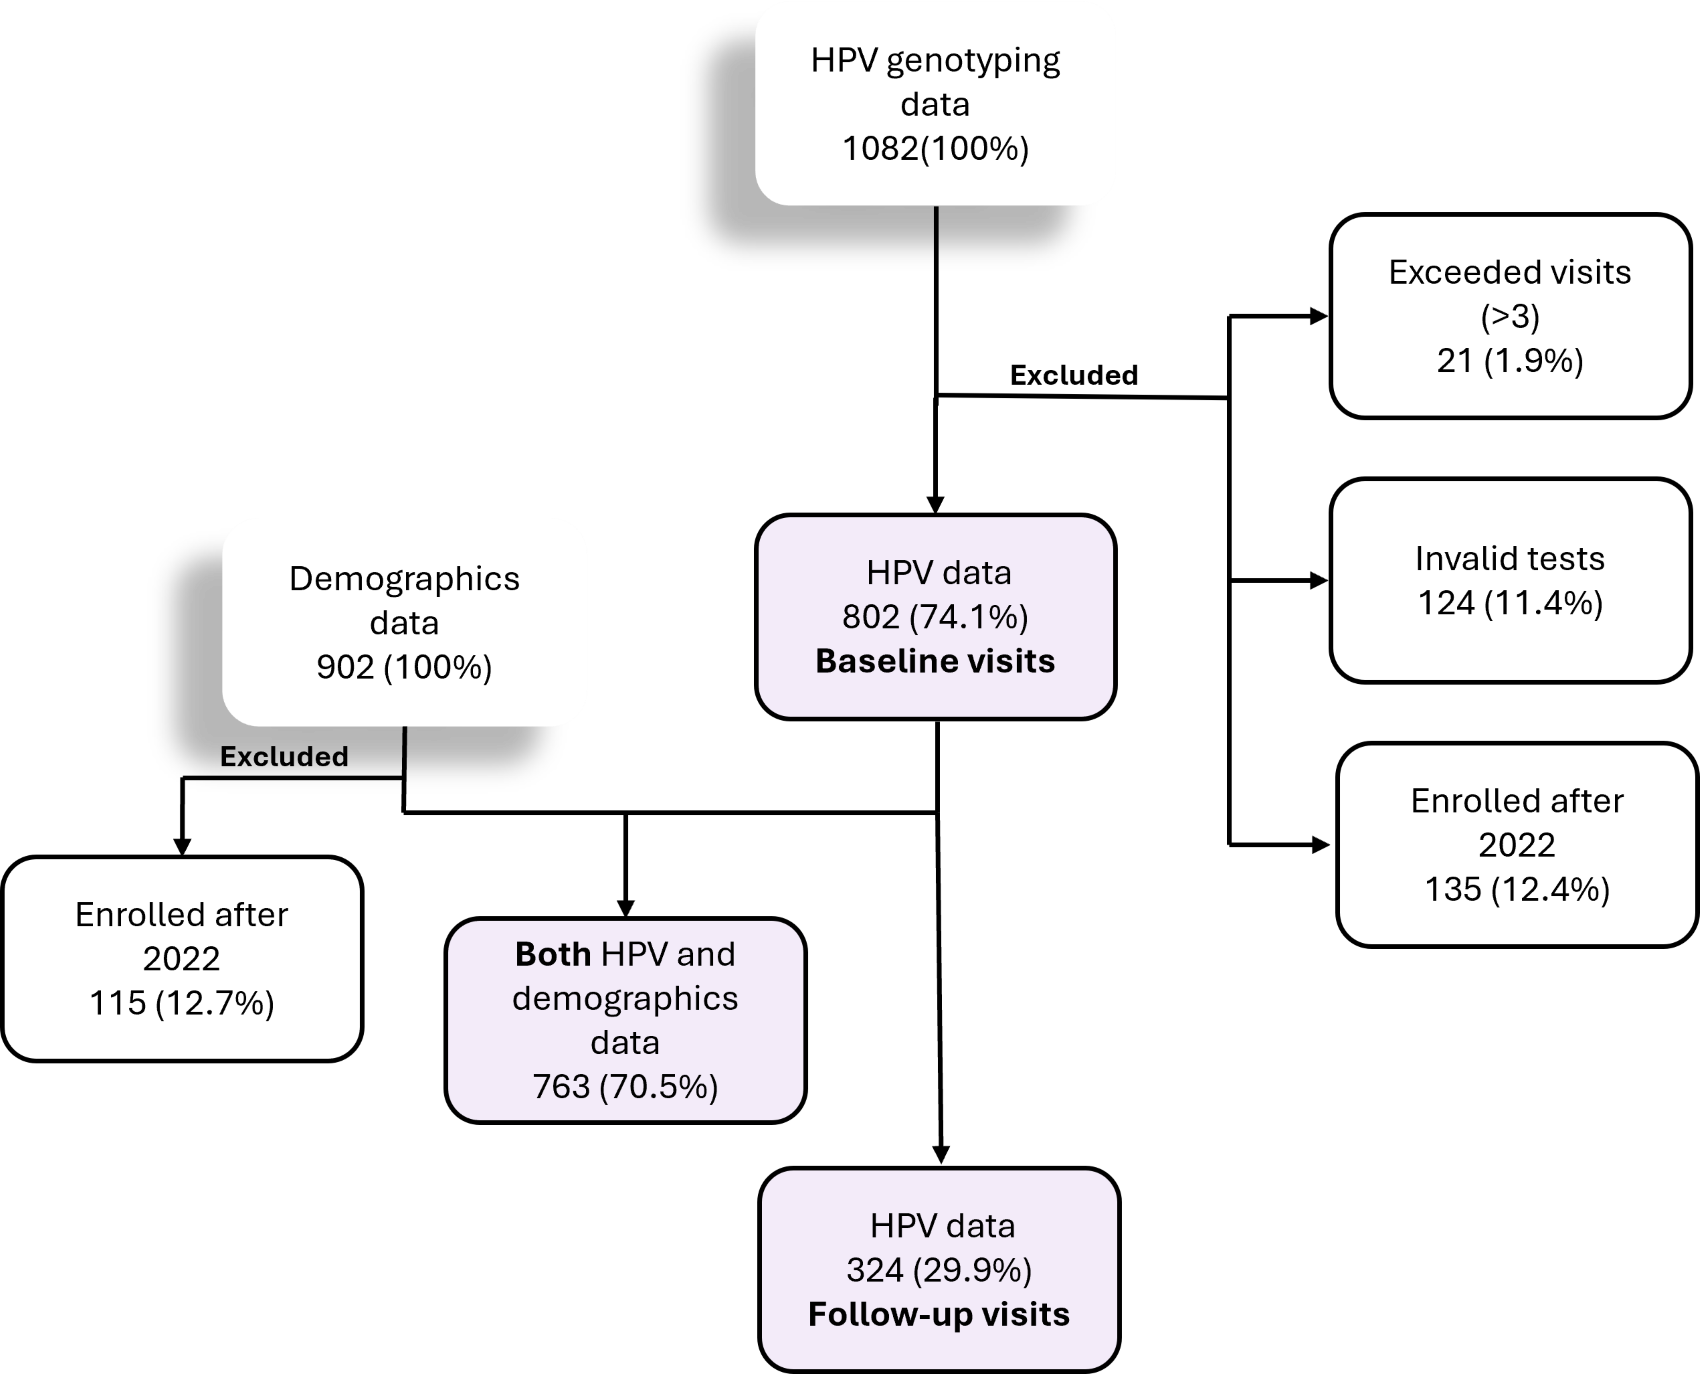 HPV genotyping
data
1082(100%)
Exceeded visits
(>3)
21 (1.9%)
Excluded
Invalid tests
124 (11.4%)
HPV data
802 (74.1%)
Baseline visits
Demographics
data
902 (100%)
Excluded
Enrolled after
2022
135 (12.4%)
Enrolled after
2022
115 (12.7%)
Both HPV and
demographics
data
763 (70.5%)
HPV data
324 (29.9%)
Follow-up visits